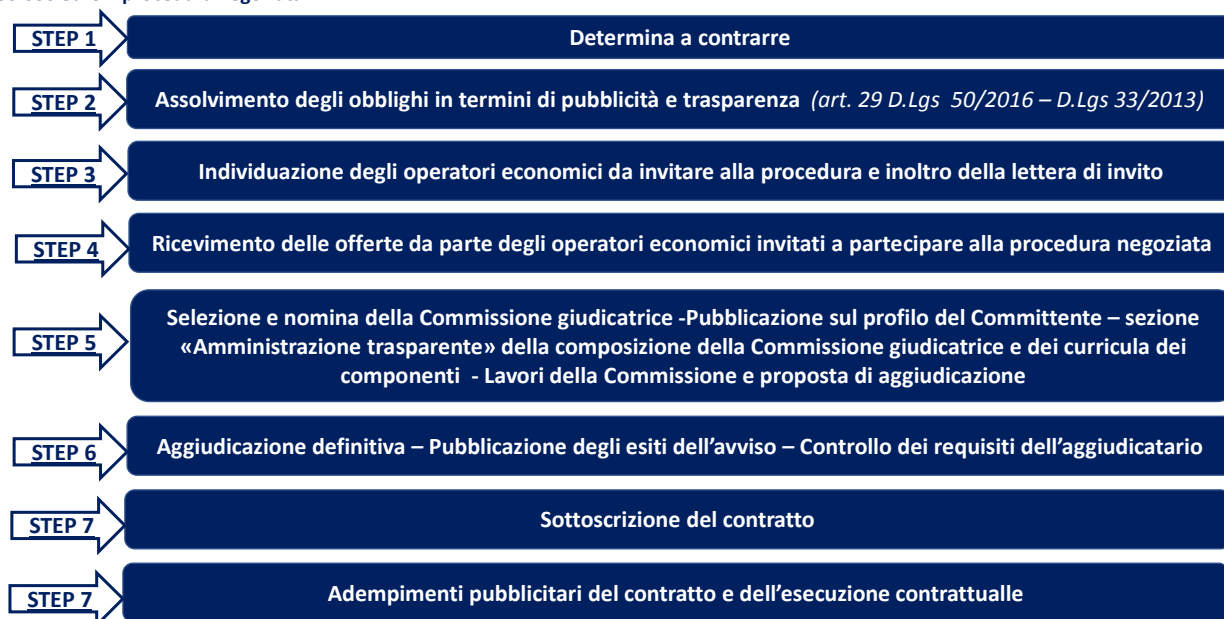 STEP 1
Determina a contrarre
STEP 2
Assolvimento degli obblighi in termini di pubblicità e trasparenza (art. 29 D.Lgs 50/2016 – D.Lgs 33/2013)
STEP 3
Individuazione degli operatori economici da invitare alla procedura e inoltro della lettera di invito
STEP 4
Ricevimento delle offerte da parte degli operatori economici invitati a partecipare alla procedura negoziata
STEP 5
Selezione e nomina della Commissione giudicatrice -Pubblicazione sul profilo del Committente – sezione
«Amministrazione trasparente» della composizione della Commissione giudicatrice e dei curricula dei
componenti - Lavori della Commissione e proposta di aggiudicazione
STEP 6
Aggiudicazione definitiva – Pubblicazione degli esiti dell’avviso – Controllo dei requisiti dell’aggiudicatario
STEP 7
Sottoscrizione del contratto
STEP 7
Adempimenti pubblicitari del contratto e dell’esecuzione contrattualle